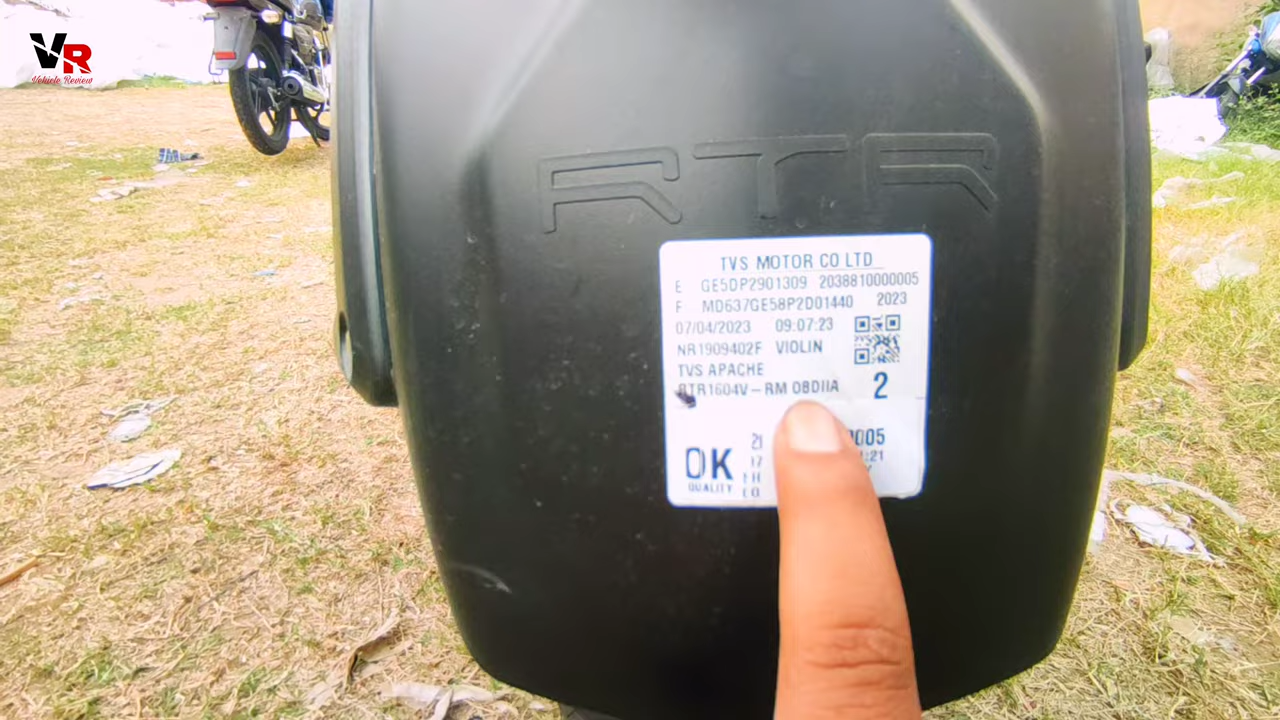 VR
Vehicle Review
RTR
TVS MOTOR CO LTD
E GE5DP2901309 2038810000005
F MD637GE58P2D01440 2023
07/04/2023 09:07:23
NR1909402F VIOLIN
TVS APACHE
RTR1604V-RM OBDIIA 2
OK
QUALITY